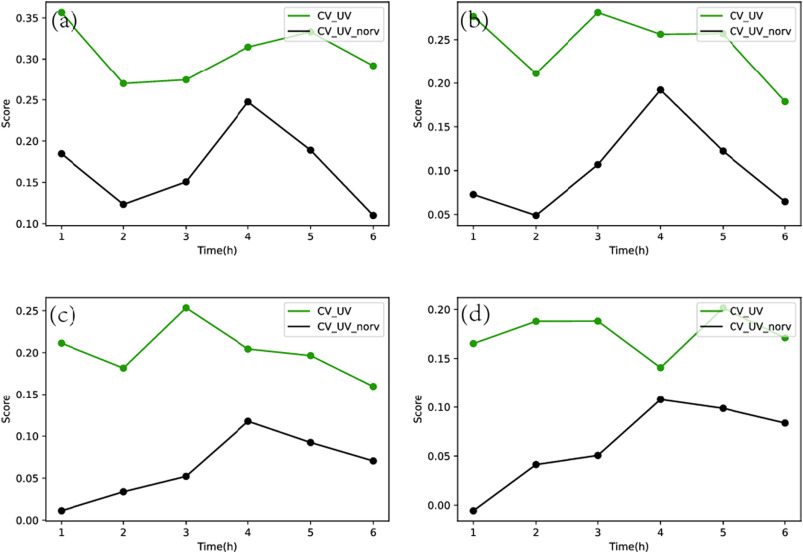 (a)
CV_UV
CV_UV_norv
Score
0.35
0.30
0.25
0.20
0.15
0.10
1 2 3 4 5 6
Time(h)
(b)
CV_UV
CV_UV_norv
Score
0.25
0.20
0.15
0.10
0.05
1 2 3 4 5 6
Time(h)
(c)
CV_UV
CV_UV_norv
Score
0.25
0.20
0.15
0.10
0.05
0.00
1 2 3 4 5 6
Time(h)
(d)
CV_UV
CV_UV_norv
Score
0.20
0.15
0.10
0.05
0.00
1 2 3 4 5 6
Time(h)